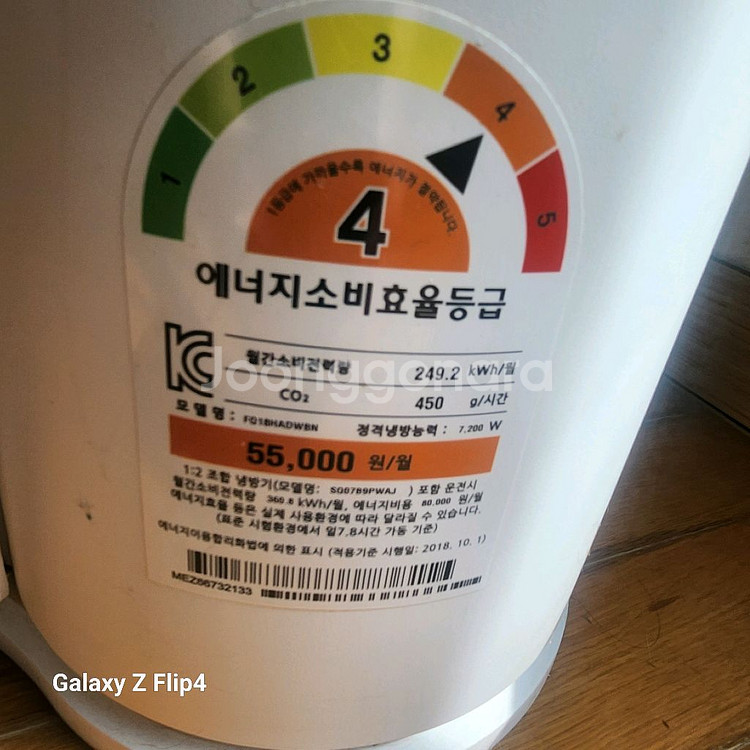 1 2 3 4 5
1등급에 가까울수록 에너지가 절약됩니다.
4
에너지소비효율등급
월간소비전력량 249.2 kWh/월
CO₂ 450 g/시간
모델명 : FQ18HADWBN 정격냉방능력 : 7,200 W
55,000 원/월
1:2 조합 냉방기(모델명: SQ07B9PWAJ ) 포함 운전시
월간소비전력량 360.8 kWh/월, 에너지비용 80,000 원/월
에너지효율 등은 실제 사용환경에 따라 달라질 수 있습니다.
(표준 시험환경에서 일7.8시간 가동 기준)
에너지이용합리화법에 의한 표시 (적용기준 시행일: 2018. 10. 1)
MEZ66732133
Joonggonara
Galaxy Z Flip4